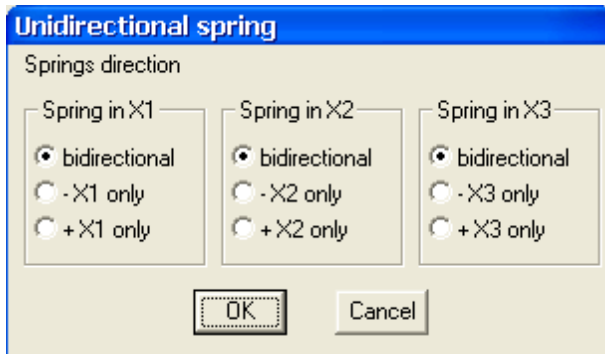 Unidirectional spring
Springs direction
Spring in X1
bidirectional
- X1 only
+ X1 only
Spring in X2
bidirectional
- X2 only
+ X2 only
Spring in X3
bidirectional
- X3 only
+ X3 only
OK
Cancel